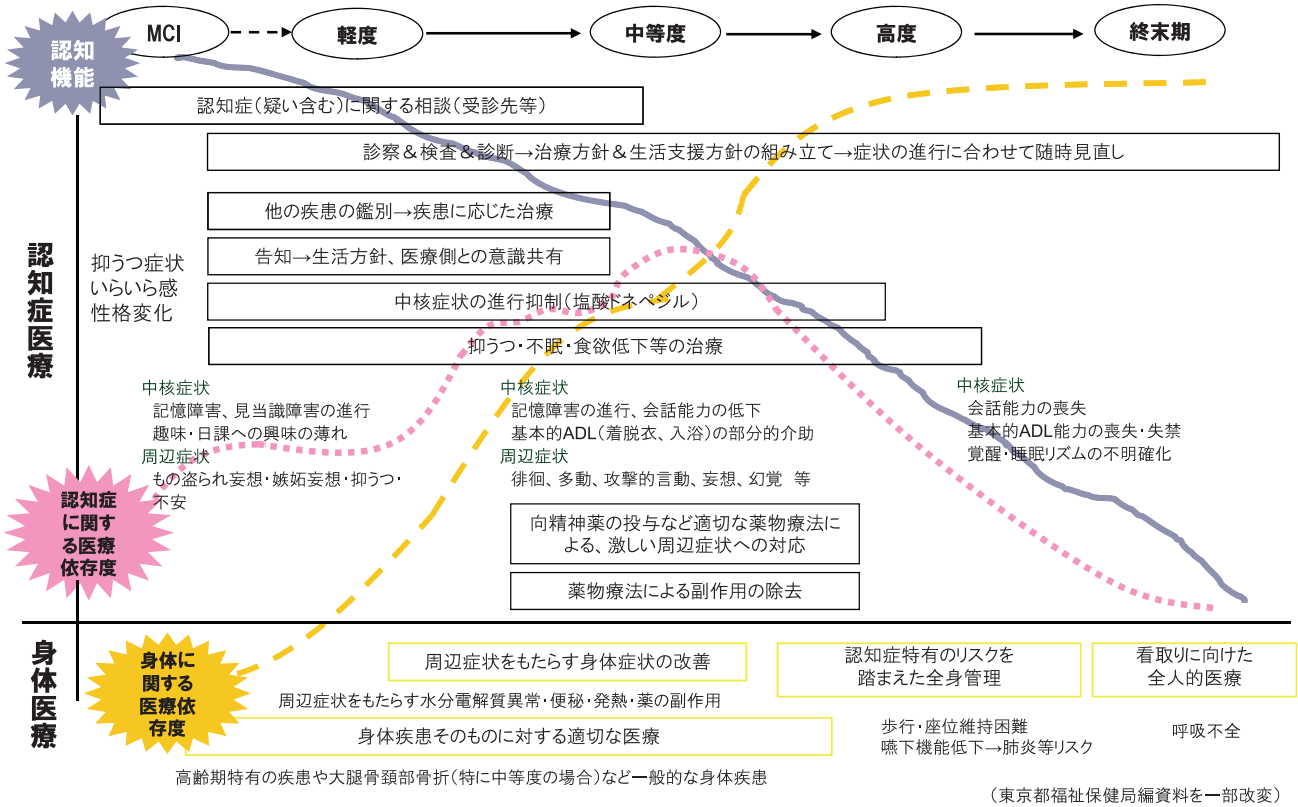 MCI
軽度
中等度
高度
終末期
認知
機能
認知症(疑い含む)に関する相談(受診先等)
診察&検査&診断→治療方針&生活支援方針の組み立て→症状の進行に合わせて随時見直し
他の疾患の鑑別→疾患に応じた治療
告知→生活方針、医療側との意識共有
中核症状の進行抑制(塩酸ドネペジル)
抑うつ・不眠・食欲低下等の治療
認知症医療
抑うつ症状
いらいら感
性格変化
中核症状
記憶障害、見当識障害の進行
趣味・日課への興味の薄れ
周辺症状
もの盗られ妄想・嫉妬妄想・抑うつ・
不安
中核症状
記憶障害の進行、会話能力の低下
基本的ADL(着脱衣、入浴)の部分的介助
周辺症状
徘徊、多動、攻撃的言動、妄想、幻覚 等
中核症状
会話能力の喪失
基本的ADL能力の喪失・失禁
覚醒・睡眠リズムの不明確化
認知症
に関す
る医療
依存度
向精神薬の投与など適切な薬物療法に
よる、激しい周辺症状への対応
薬物療法による副作用の除去
身体医療
身体に
関する
医療依
存度
周辺症状をもたらす身体症状の改善
周辺症状をもたらす水分電解質異常・便秘・発熱・薬の副作用
身体疾患そのものに対する適切な医療
高齢期特有の疾患や大腿骨頚部骨折(特に中等度の場合)など一般的な身体疾患
認知症特有のリスクを
踏まえた全身管理
歩行・座位維持困難
嚥下機能低下→肺炎等リスク
看取りに向けた
全人的医療
呼吸不全
(東京都福祉保健局編資料を一部改変)